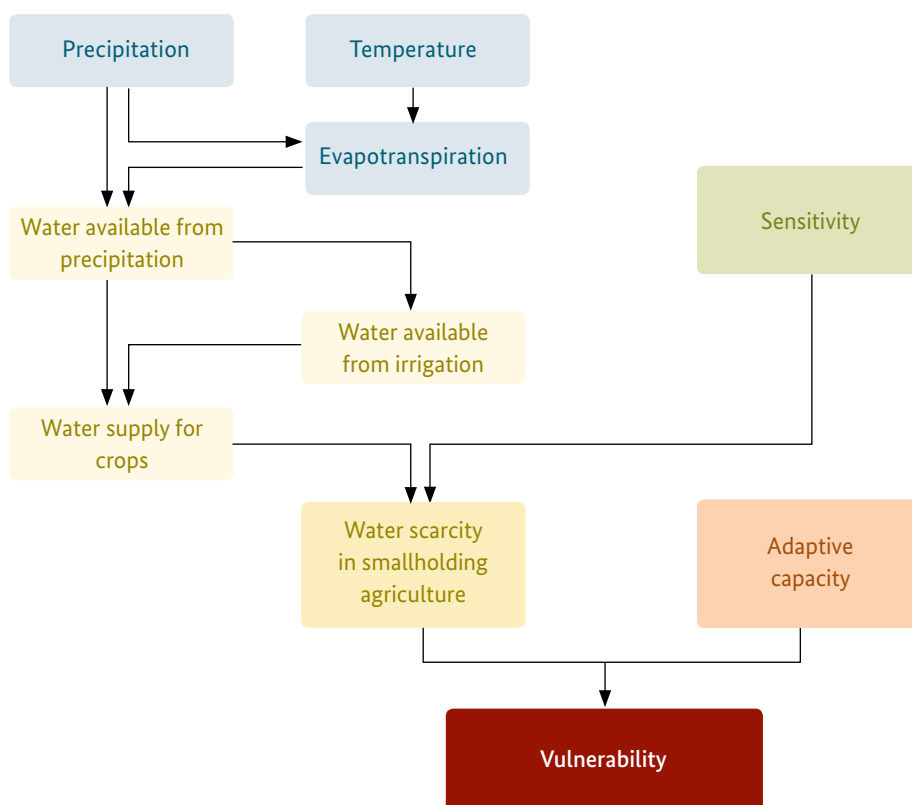 Precipitation
Temperature
Evapotranspiration
Water available from
precipitation
Sensitivity
Water available
from irrigation
Water supply for
crops
Water scarcity
in smallholding
agriculture
Adaptive
capacity
Vulnerability